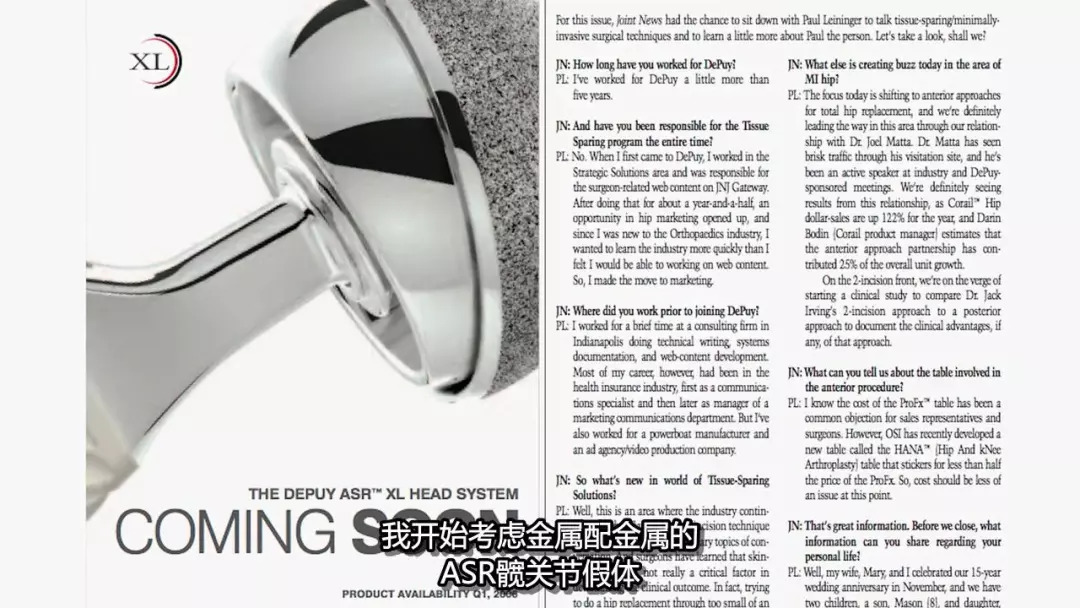 XL
THE DEPUY ASR™ XL HEAD SYSTEM
COMING
PRODUCT AVAILABILITY Q1, 2006
For this issue, Joint News had the chance to sit down with Paul Leininger to talk tissue-sparing/minimally-
invasive surgical techniques and to learn a little more about Paul the person. Let's take a look, shall we?
JN: How long have you worked for DePuy?
PL: I've worked for DePuy a little more than
five years.
JN: And have you been responsible for the Tissue
Sparing program the entire time?
PL: No. When I first came to DePuy, I worked in the
Strategic Solutions area and was responsible for
the surgeon-related web content on JNJ Gateway.
After doing that for about a year-and-a-half, an
opportunity in hip marketing opened up, and
since I was new to the Orthopaedics industry, I
wanted to learn the industry more quickly than I
felt I would be able to working on web content.
So, I made the move to marketing.
JN: Where did you work prior to joining DePuy?
PL: I worked for a brief time at a consulting firm in
Indianapolis doing technical writing, systems
documentation, and web-content development.
Most of my career, however, had been in the
health insurance industry, first as a communica-
tions specialist and then later as manager of a
marketing communications department. But I've
also worked for a powerboat manufacturer and
an ad agency/video production company.
JN: So what's new in world of Tissue-Sparing
Solutions?
PL: Well, this is an area where the industry contin-
technique
topics of con-
surgeons have learned that skin-
not really a critical factor in
clinical outcome. In fact, trying
to do a hip replacement through too small of an
JN: What else is creating buzz today in the area of
MI hip?
PL: The focus today is shifting to anterior approaches
for total hip replacement, and we're definitely
leading the way in this area through our relation-
ship with Dr. Joel Matta. Dr. Matta has seen
brisk traffic through his visitation site, and he's
been an active speaker at industry and DePuy-
sponsored meetings. We're definitely seeing
results from this relationship, as Corail™ Hip
dollar-sales are up 122% for the year, and Darin
Bodin (Corail product manager) estimates that
the anterior approach partnership has con-
tributed 25% of the overall unit growth.
On the 2-incision front, we're on the verge of
starting a clinical study to compare Dr. Jack
Irving's 2-incision approach to a posterior
approach to document the clinical advantages, if
any, of that approach.
JN: What can you tell us about the table involved in
the anterior procedure?
PL: I know the cost of the ProFx™ table has been a
common objection for sales representatives and
surgeons. However, OSI has recently developed a
new table called the HANA™ (Hip And kNee
Arthroplasty) table that stickers for less than half
the price of the ProFx. So, cost should be less of
an issue at this point.
JN: That's great information. Before we close, what
information can you share regarding your
personal life?
PL: Well, my wife, Mary, and I celebrated our 15-year
wedding anniversary in November, and we have
two children, a son, Mason (8), and daughter,
我开始考虑金属配金属的
ASR髋关节假体